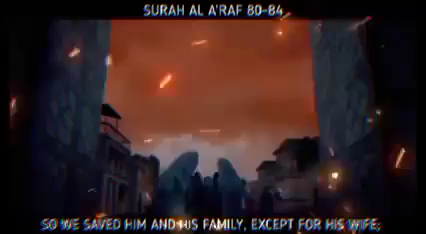 SURAH AL A'RAF 80-84
SO WE SAVED HIM AND HIS FAMILY, EXCEPT FOR HIS WIFE;